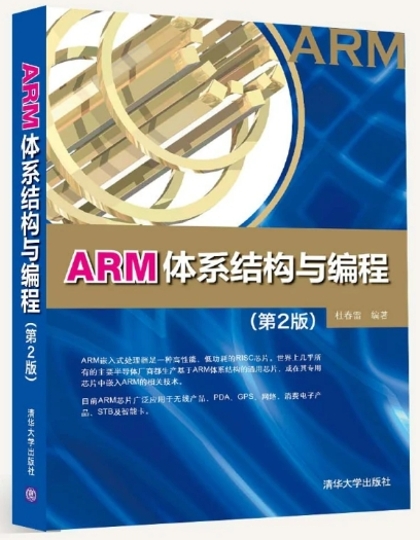 ARM
ARM体系结构与编程
(第2版)
杜春雷 编著
ARM嵌入式处理器是一种高性能、低功耗的RISC芯片。世界上几乎所
有的主要半导体厂商都生产基于ARM体系结构的通用芯片，或在其专用
芯片中嵌入ARM的相关技术。
目前ARM芯片广泛应用于无线产品、PDA、GPS、网络、消费电子产
品、STB及智能卡。
清华大学出版社
ARM体系结构与编程(第2版)
清华大学出版社